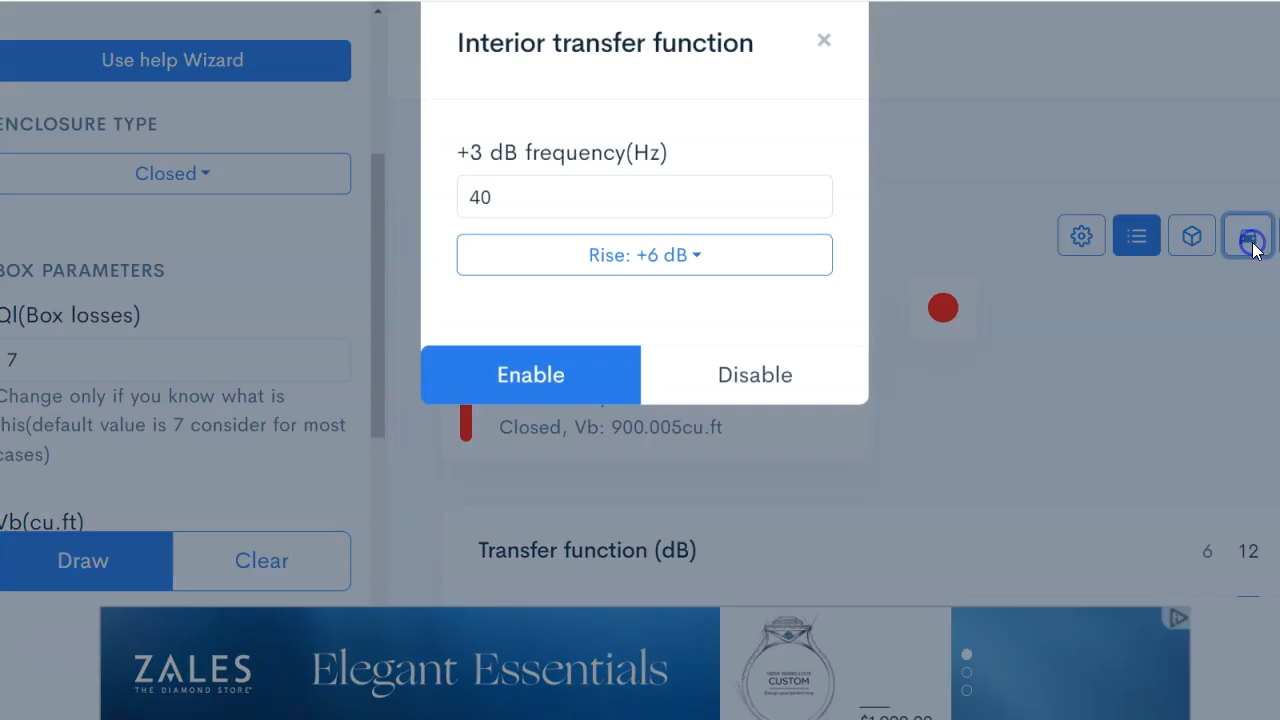 Interior transfer function
×
Use help Wizard
ENCLOSURE TYPE
Closed
+3 dB frequency(Hz)
40
Rise: +6 dB
BOX PARAMETERS
Ql(Box losses)
7
Change only if you know what is
this(default value is 7 consider for most
cases)
Enable
Disable
Closed, Vb: 900.005cu.ft
Vb(cu.ft)
Draw
Clear
Transfer function (dB)
6
12
ZALES
THE DIAMOND STORE
Elegant Essentials
VERA WANG LOVE
CUSTOM